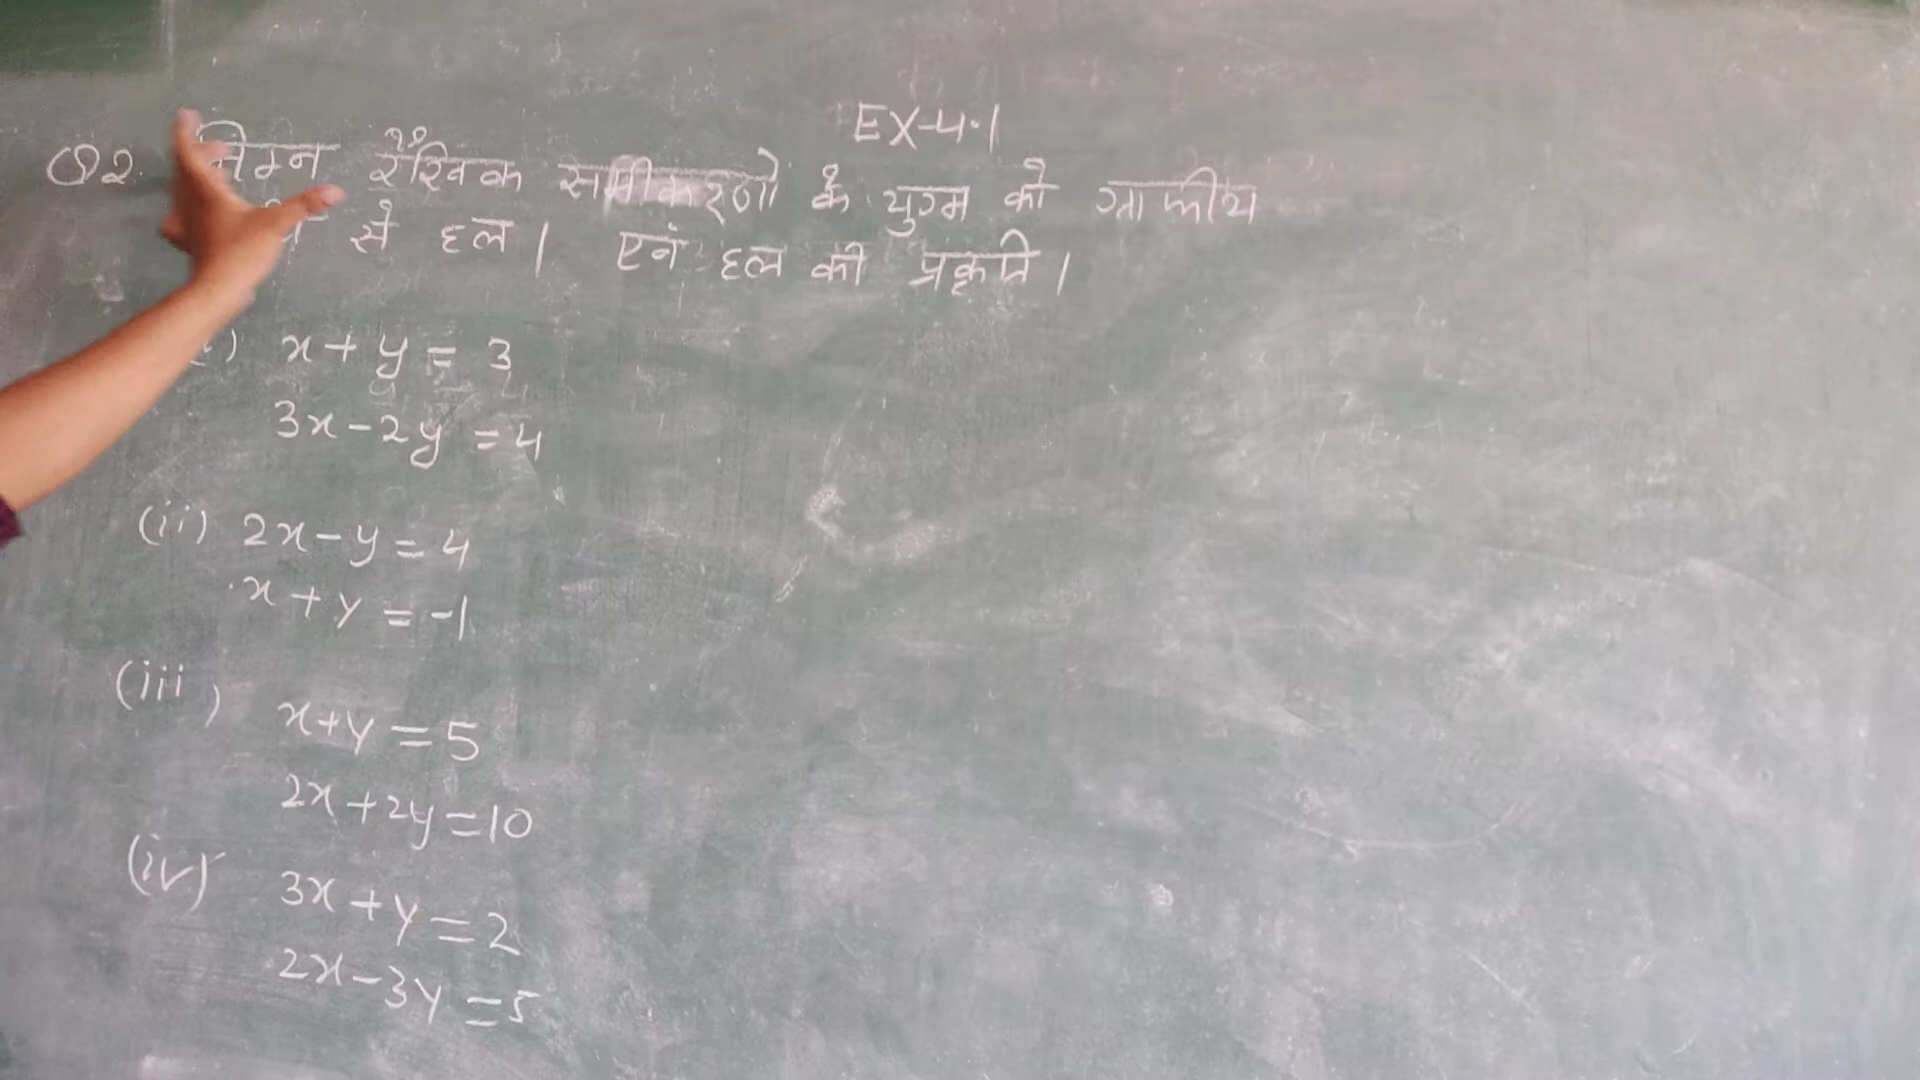 EX-4.1
Q2. निम्न रैखिक समीकरणो के युग्म को ग्राफीय
से हल। एवं हल की प्रकृति।
x + y = 3
3x - 2y = 4
(ii) 2x - y = 4
x + y = -1
(iii) x + y = 5
2x + 2y = 10
(iv) 3x + y = 2
2x - 3y = 5